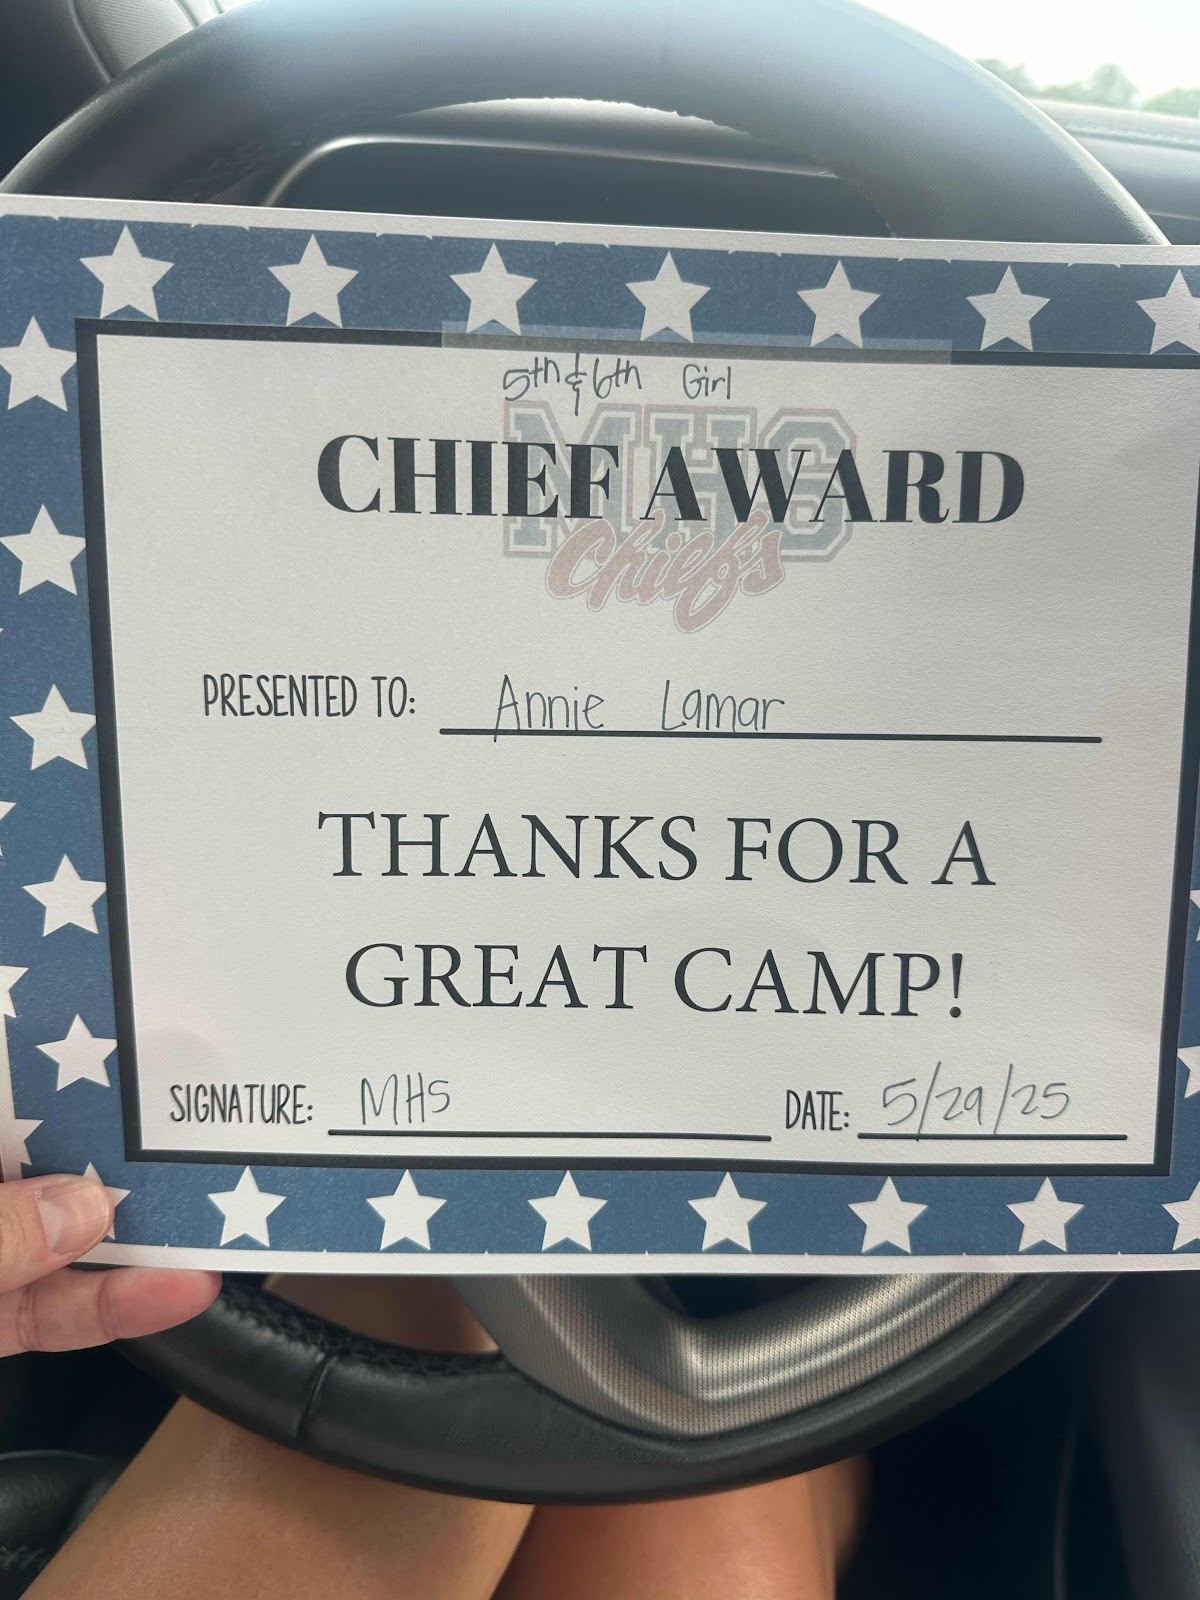 5th & 6th Girl
MHS
CHIEF AWARD
Chiefs
PRESENTED TO: Annie Lamar
THANKS FOR A
GREAT CAMP!
SIGNATURE: MHS DATE: 5/29/25